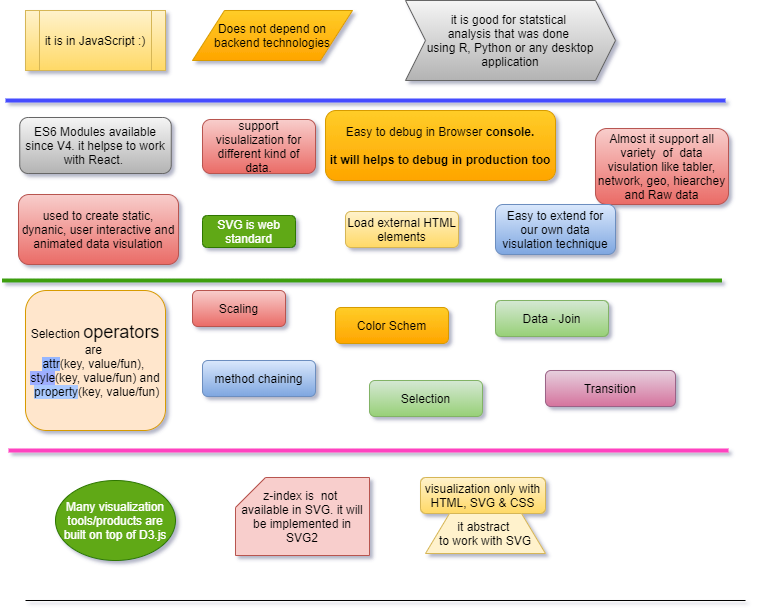 it is in JavaScript :)
Does not depend on
backend technologies
it is good for statstical
analysis that was done
using R, Python or any desktop
application
ES6 Modules available
since V4. it helpse to work
with React.
support
visulalization for
different kind of
data.
Easy to debug in Browser console.
it will helps to debug in production too
Almost it support all
variety of data
visulation like tabler,
network, geo, hiearchey
and Raw data
used to create static,
dynanic, user interactive and
animated data visulation
SVG is web
standard
Load external HTML
elements
Easy to extend for
our own data
visulation technique
Selection operators
are
attr(key, value/fun),
style(key, value/fun) and
property(key, value/fun)
Scaling
Color Schem
Data - Join
method chaining
Selection
Transition
Many visualization
tools/products are
built on top of D3.js
z-index is not
available in SVG. it will
be implemented in
SVG2
visualization only with
HTML, SVG & CSS
it abstract
to work with SVG